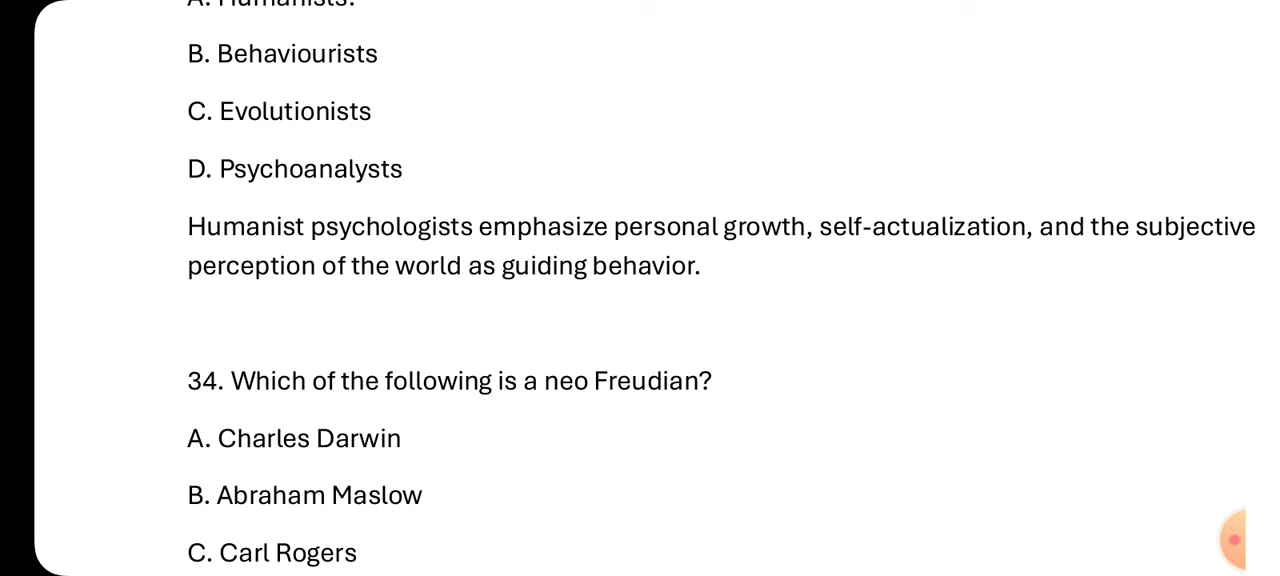 A. Humanists.
B. Behaviourists
C. Evolutionists
D. Psychoanalysts
Humanist psychologists emphasize personal growth, self-actualization, and the subjective
perception of the world as guiding behavior.
34. Which of the following is a neo Freudian?
A. Charles Darwin
B. Abraham Maslow
C. Carl Rogers